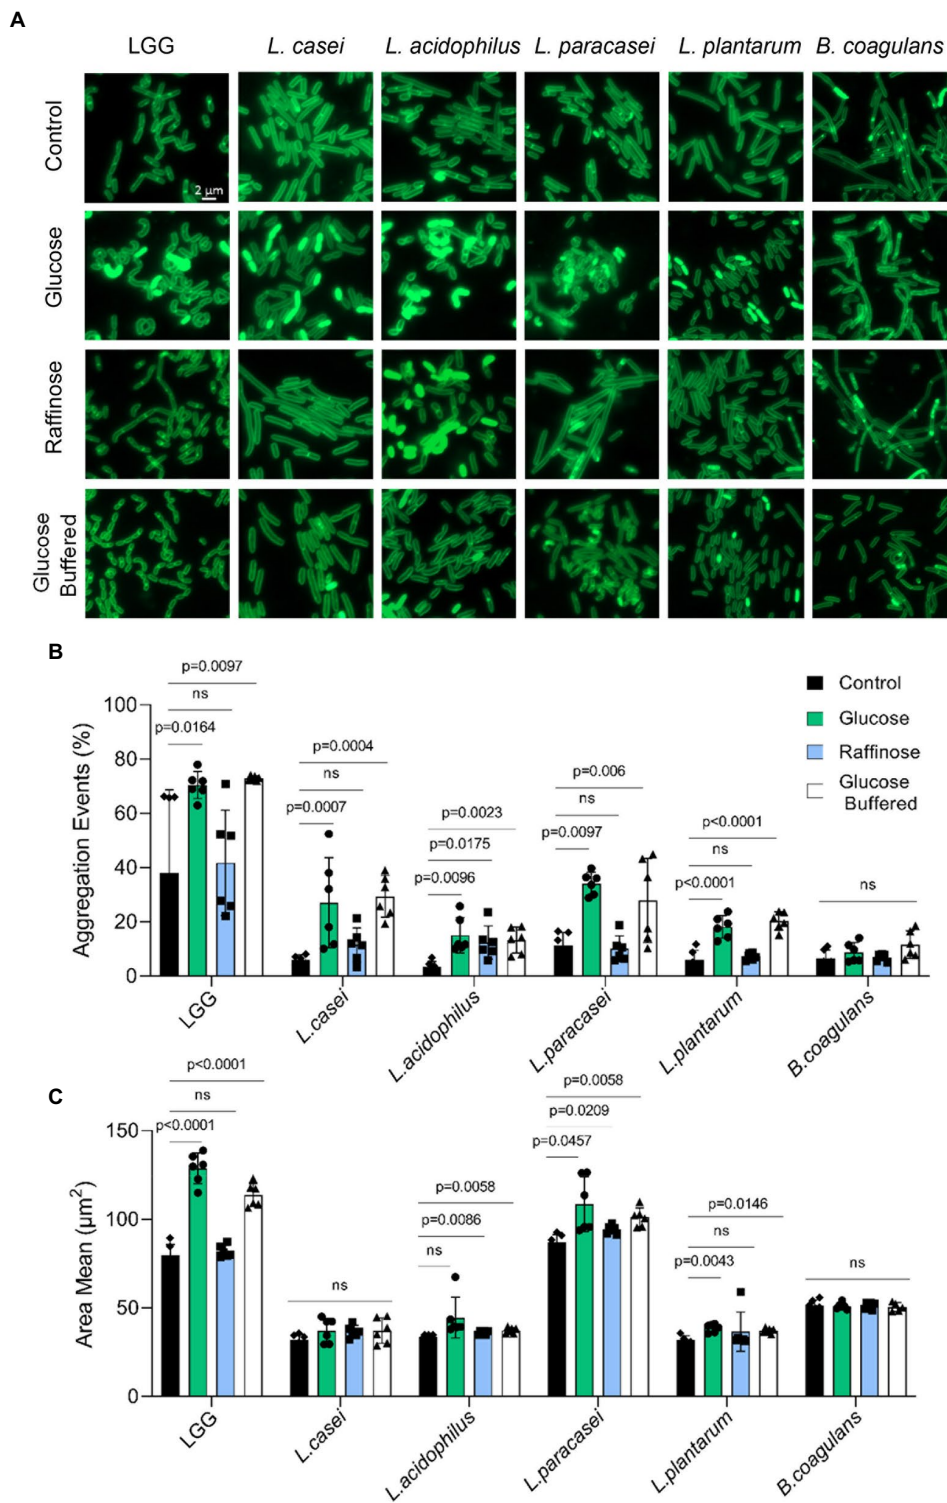 A
LGG L. casei L. acidophilus L. paracasei L. plantarum B. coagulans
Control
2 μm
Glucose
Raffinose
Glucose
Buffered
B
Aggregation Events (%)
100
80
60
40
20
0
p=0.0097
ns
p=0.0164
p=0.0004
ns
p=0.0007
p=0.0023
p=0.0175
p=0.0096
p=0.006
ns
p=0.0097
p<0.0001
ns
p<0.0001
ns
Control
Glucose
Raffinose
Glucose
Buffered
LGG L.casei L.acidophilus L.paracasei L.plantarum B.coagulans
C
Area Mean (μm²)
150
100
50
0
p<0.0001
ns
p<0.0001
ns
p=0.0058
p=0.0086
ns
p=0.0058
p=0.0209
p=0.0457
p=0.0146
ns
p=0.0043
ns
LGG L.casei L.acidophilus L.paracasei L.plantarum B.coagulans